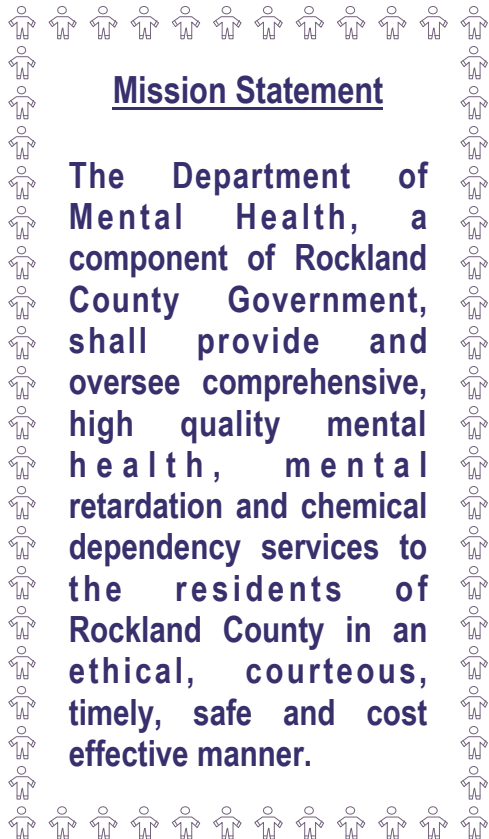 Mission Statement
The Department of
Mental Health, a
component of Rockland
County Government,
shall provide and
oversee comprehensive,
high quality mental
health, mental
retardation and chemical
dependency services to
the residents of
Rockland County in an
ethical, courteous,
timely, safe and cost
effective manner.